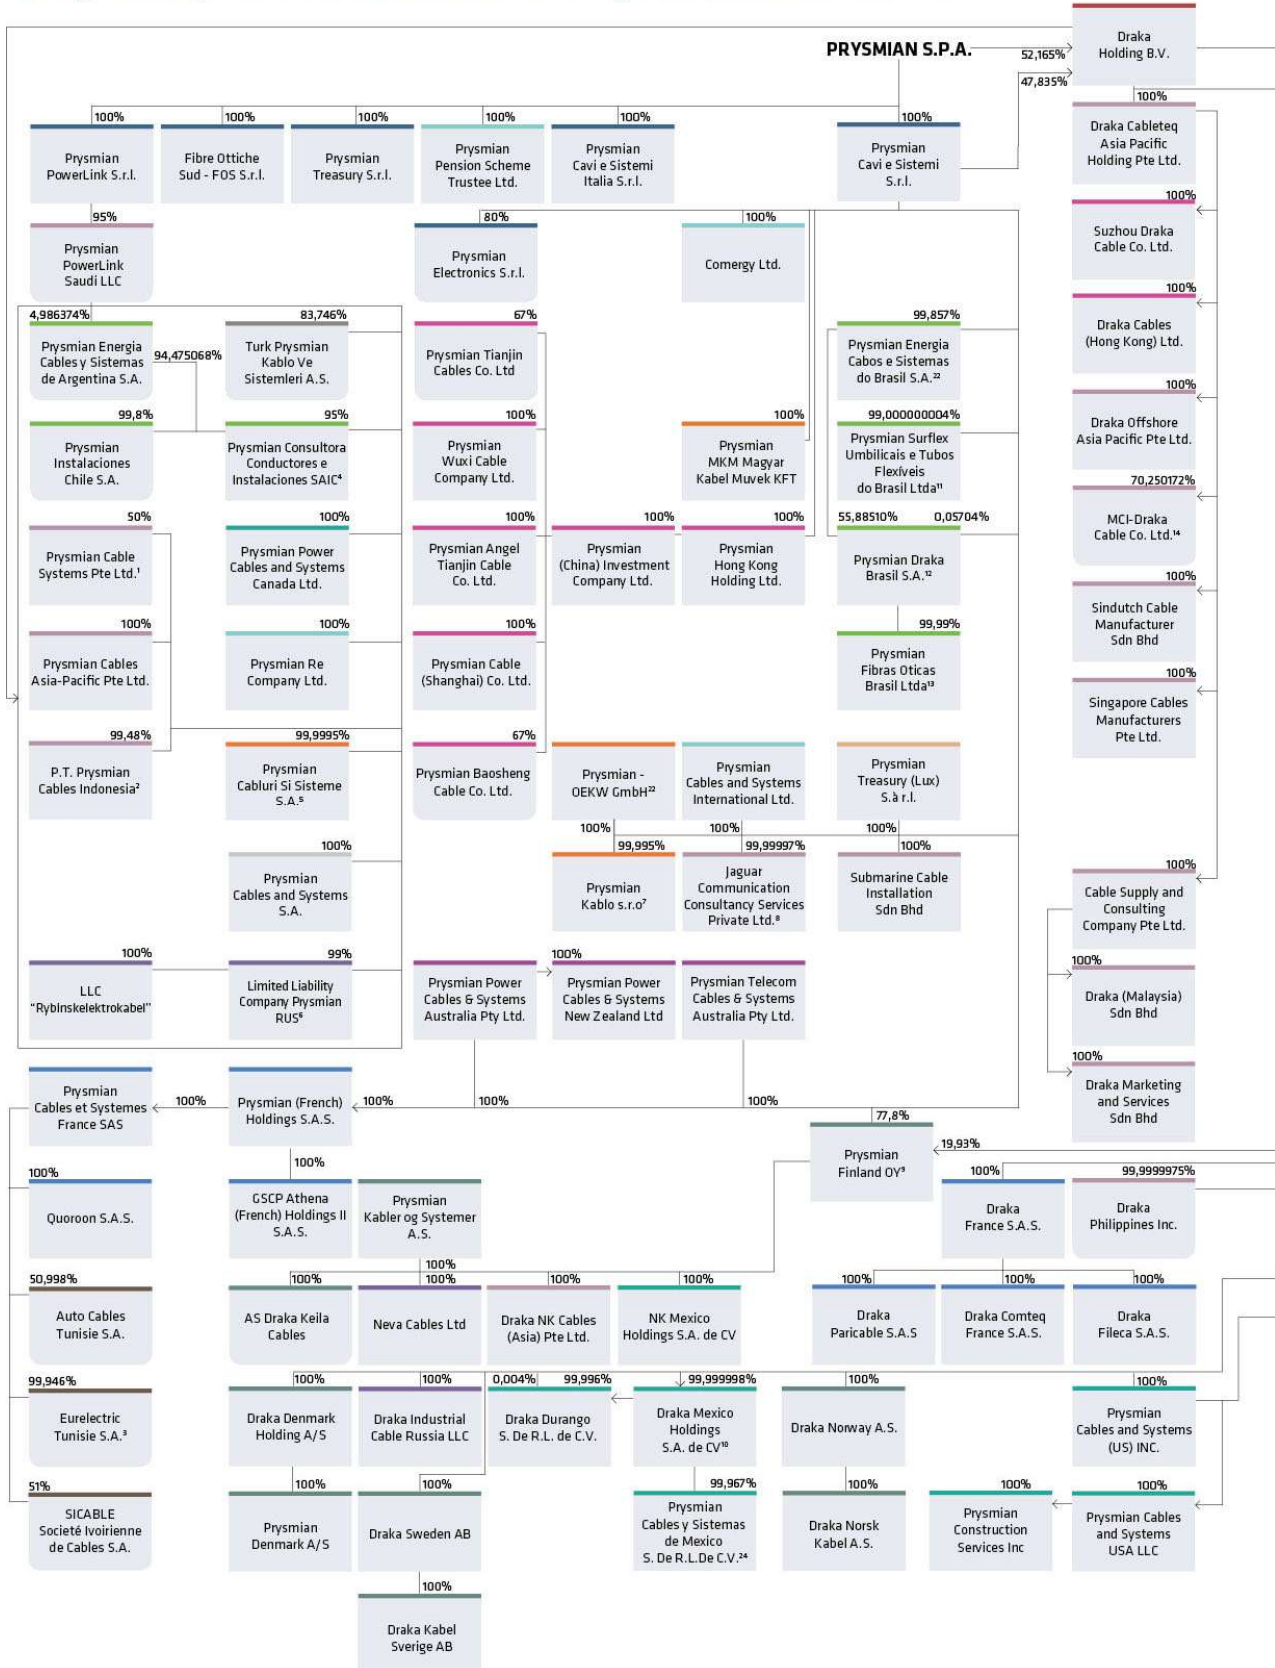 PRYSMIAN S.P.A.
52,165%
47,835%
Draka
Holding B.V.
100%
Prysmian
PowerLink S.r.l.
100%
Fibre Ottiche
Sud - FOS S.r.l.
100%
Prysmian
Treasury S.r.l.
100%
Prysmian
Pension Scheme
Trustee Ltd.
100%
Prysmian
Cavi e Sistemi
Italia S.r.l.
100%
Prysmian
Cavi e Sistemi
S.r.l.
100%
Draka Cableteq
Asia Pacific
Holding Pte Ltd.
95%
Prysmian
PowerLink
Saudi LLC
80%
Prysmian
Electronics S.r.l.
100%
Comergy Ltd.
100%
Suzhou Draka
Cable Co. Ltd.
4,986374%
Prysmian Energia
Cables y Sistemas
de Argentina S.A.
94,475068%
83,746%
Turk Prysmian
Kablo Ve
Sistemleri A.S.
67%
Prysmian Tianjin
Cables Co. Ltd
99,857%
Prysmian Energia
Cabos e Sistemas
do Brasil S.A.²²
100%
Draka Cables
(Hong Kong) Ltd.
99,8%
Prysmian
Instalaciones
Chile S.A.
95%
Prysmian Consultora
Conductores e
Instalaciones SAIC⁴
100%
Prysmian
Wuxi Cable
Company Ltd.
100%
Prysmian
MKM Magyar
Kabel Muvek KFT
99,000000004%
Prysmian Surflex
Umbilicais e Tubos
Flexíveis
do Brasil Ltda¹¹
100%
Draka Offshore
Asia Pacific Pte Ltd.
50%
Prysmian Cable
Systems Pte Ltd.¹
100%
Prysmian Power
Cables and Systems
Canada Ltd.
100%
Prysmian Angel
Tianjin Cable
Co. Ltd.
100%
Prysmian
(China) Investment
Company Ltd.
100%
Prysmian
Hong Kong
Holding Ltd.
55,88510% 0,05704%
Prysmian Draka
Brasil S.A.¹²
70,250172%
MCI-Draka
Cable Co. Ltd.¹⁴
100%
Prysmian Cables
Asia-Pacific Pte Ltd.
100%
Prysmian Re
Company Ltd.
100%
Prysmian Cable
(Shanghai) Co. Ltd.
99,99%
Prysmian
Fibras Oticas
Brasil Ltda¹³
100%
Sindutch Cable
Manufacturer
Sdn Bhd
100%
Singapore Cables
Manufacturers
Pte Ltd.
99,48%
P.T. Prysmian
Cables Indonesia²
99,9995%
Prysmian
Cabluri Si Sisteme
S.A.⁵
67%
Prysmian Baosheng
Cable Co. Ltd.
Prysmian -
OEKW GmbH²²
100%
Prysmian
Cables and Systems
International Ltd.
100%
Prysmian
Treasury (Lux)
S.à r.l.
100%
100%
Prysmian
Cables and Systems
S.A.
99,995%
Prysmian
Kablo s.r.o⁷
99,99997%
Jaguar
Communication
Consultancy Services
Private Ltd.⁸
100%
Submarine Cable
Installation
Sdn Bhd
100%
Cable Supply and
Consulting
Company Pte Ltd.
100%
LLC
"Rybinskelektrokabel"
99%
Limited Liability
Company Prysmian
RUS⁶
Prysmian Power
Cables & Systems
Australia Pty Ltd.
100%
Prysmian Power
Cables & Systems
New Zealand Ltd
Prysmian Telecom
Cables & Systems
Australia Pty Ltd.
100%
Draka (Malaysia)
Sdn Bhd
Prysmian
Cables et Systemes
France SAS
100%
Prysmian (French)
Holdings S.A.S.
100%
100%
100%
100%
Draka Marketing
and Services
Sdn Bhd
77,8%
Prysmian
Finland OY⁹
19,93%
100%
Quoroon S.A.S.
100%
GSCP Athena
(French) Holdings II
S.A.S.
Prysmian
Kabler og Systemer
A.S.
100%
100%
Draka
France S.A.S.
99,9999975%
Draka
Philippines Inc.
50,998%
Auto Cables
Tunisie S.A.
100%
AS Draka Keila
Cables
100%
Neva Cables Ltd
100%
Draka NK Cables
(Asia) Pte Ltd.
100%
NK Mexico
Holdings S.A. de CV
100%
Draka
Paricable S.A.S
100%
Draka Comteq
France S.A.S.
100%
Draka
Fileca S.A.S.
99,946%
Eurelectric
Tunisie S.A.³
100%
Draka Denmark
Holding A/S
100%
Draka Industrial
Cable Russia LLC
0,004% 99,996%
Draka Durango
S. De R.L. de C.V.
99,999998%
Draka Mexico
Holdings
S.A. de CV¹⁰
100%
Draka Norway A.S.
100%
Prysmian
Cables and Systems
(US) INC.
51%
SICABLE
Societé Ivoirienne
de Cables S.A.
100%
Prysmian
Denmark A/S
100%
Draka Sweden AB
99,967%
Prysmian
Cables y Sistemas
de Mexico
S. De R.L.De C.V.²⁴
100%
Draka Norsk
Kabel A.S.
100%
Prysmian
Construction
Services Inc
100%
Prysmian Cables
and Systems
USA LLC
100%
Draka Kabel
Sverige AB